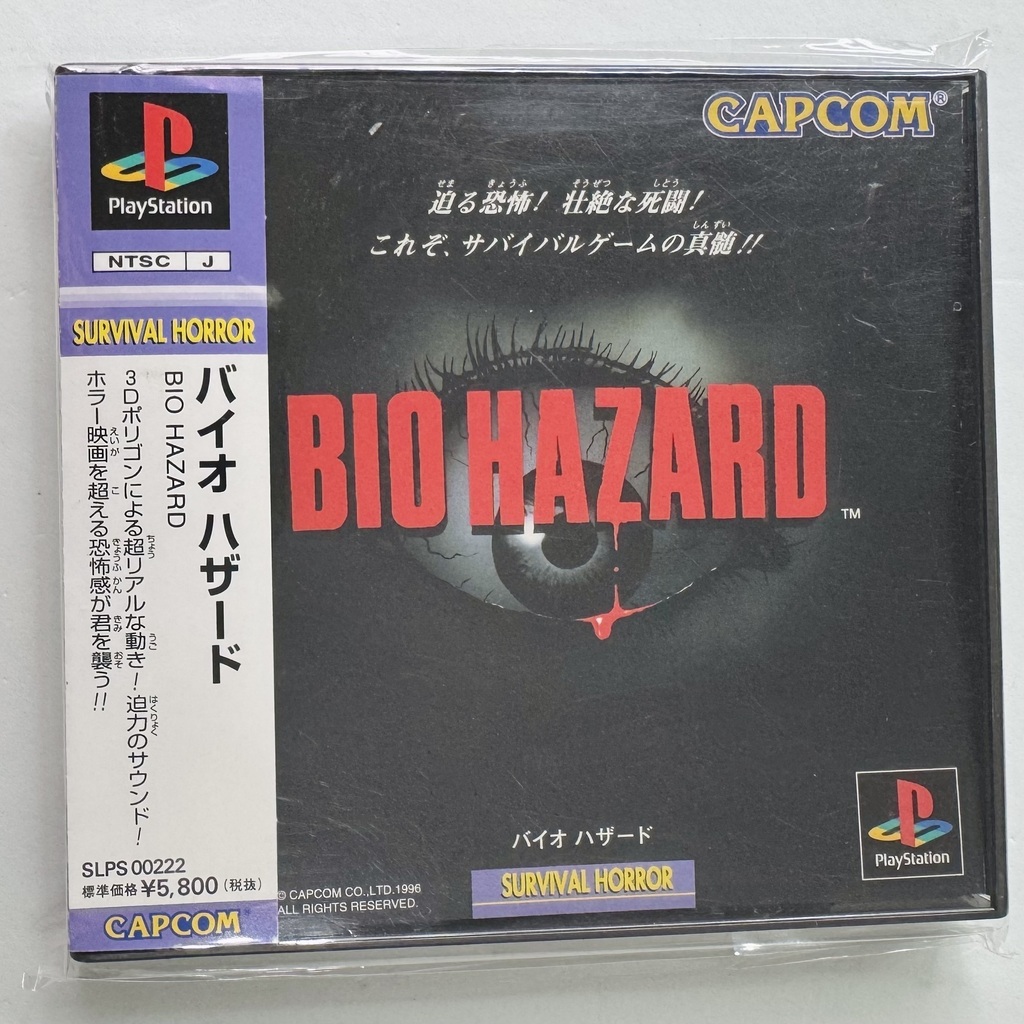 PlayStation
NTSC J
SURVIVAL HORROR
バイオ ハザード
BIO HAZARD
3Dポリゴンによる超リアルな動き！迫力のサウンド！
ホラー映画を超える恐怖感が君を襲う!!
SLPS 00222
標準価格¥5,800(税抜)
CAPCOM
CAPCOM®
迫る恐怖！壮絶な死闘！
これぞ、サバイバルゲームの真髄!!
BIO HAZARD™
バイオ ハザード
SURVIVAL HORROR
© CAPCOM CO.,LTD.1996
ALL RIGHTS RESERVED.
PlayStation